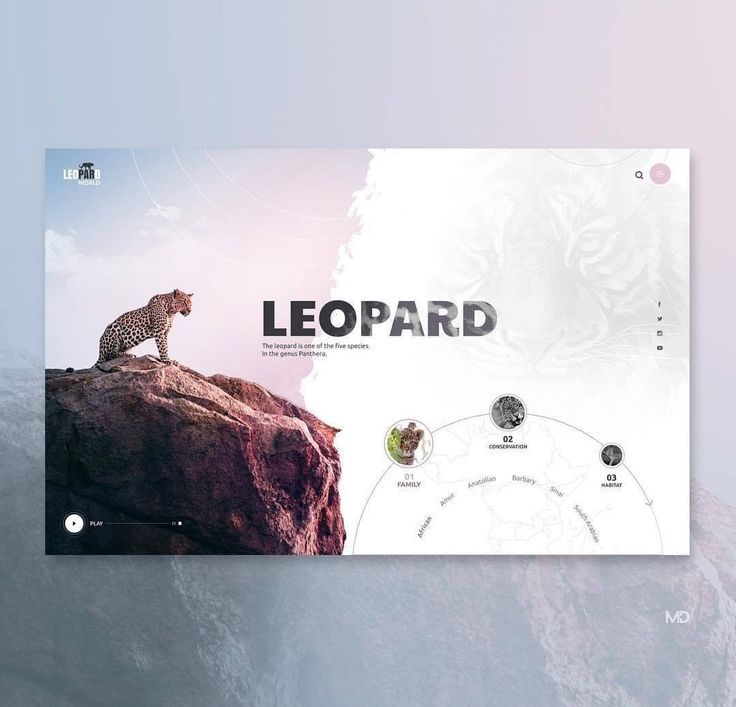 LEOPARD
WORLD
LEOPARD
The leopard is one of the five species
In the genus Panthera.
01
FAMILY
02
CONSERVATION
03
HABITAT
African
Amur
Anatolian
Barbary
Sinai
South Arabian
PLAY
MD